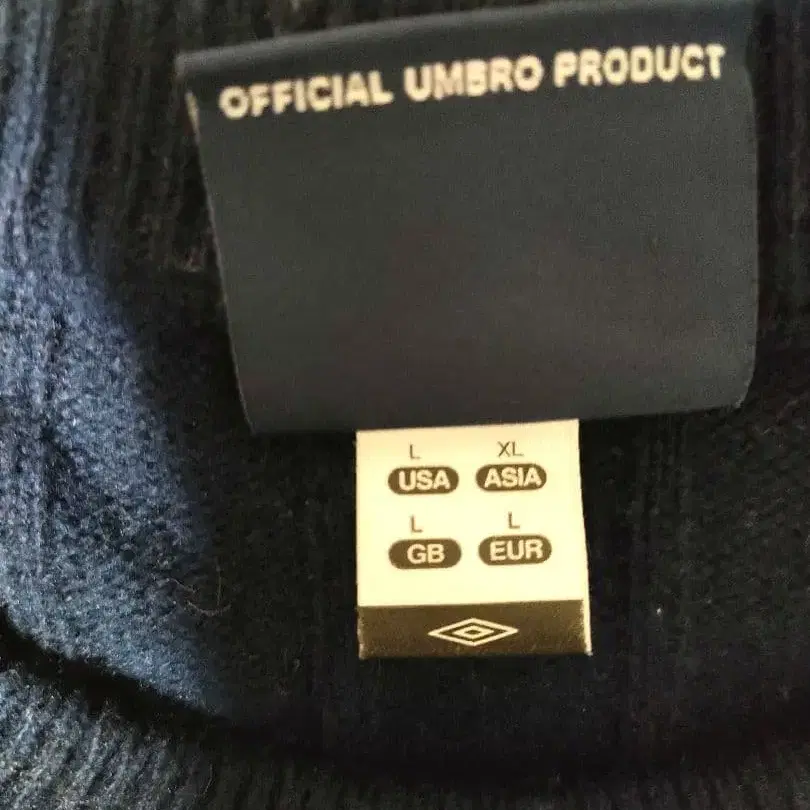 OFFICIAL UMBRO PRODUCT
L XL
USA ASIA
L L
GB EUR